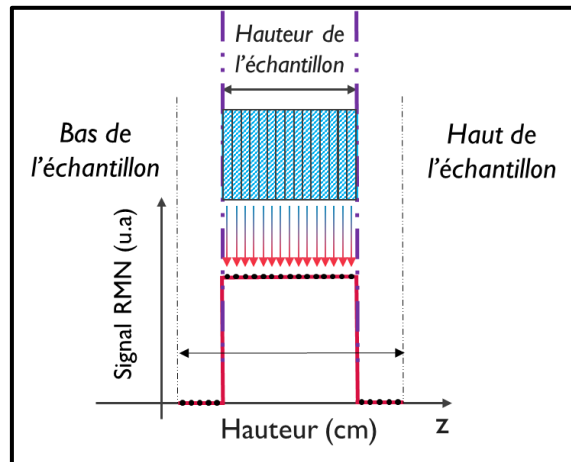 Hauteur de
l'échantillon
Bas de
l'échantillon
Haut de
l'échantillon
Signal RMN (u.a)
Hauteur (cm)
z